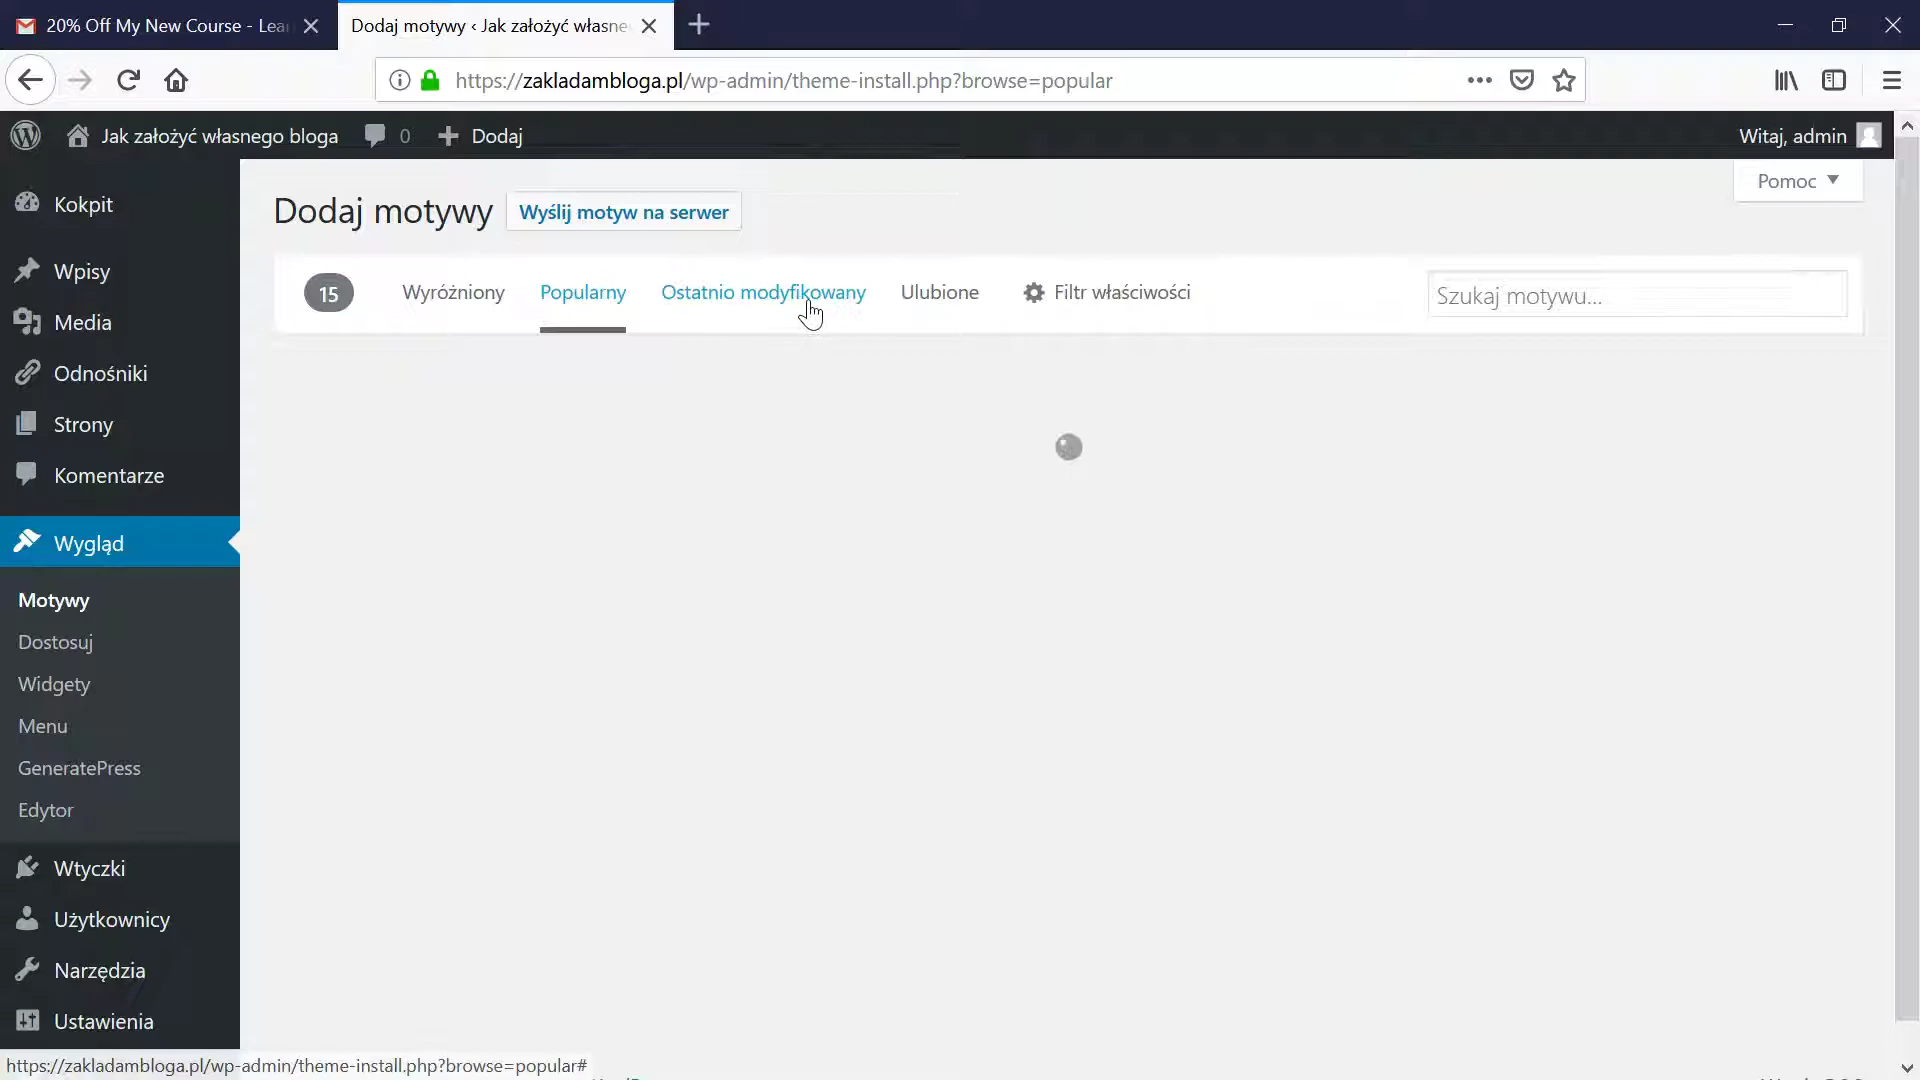 20% Off My New Course - Lea
Dodaj motywy ‹ Jak założyć własne
https://zakladambloga.pl/wp-admin/theme-install.php?browse=popular
Jak założyć własnego bloga
0
Dodaj
Witaj, admin
Pomoc
Dodaj motywy
Wyślij motyw na serwer
15
Wyróżniony
Popularny
Ostatnio modyfikowany
Ulubione
Filtr właściwości
Szukaj motywu...
Kokpit
Wpisy
Media
Odnośniki
Strony
Komentarze
Wygląd
Motywy
Dostosuj
Widgety
Menu
GeneratePress
Edytor
Wtyczki
Użytkownicy
Narzędzia
Ustawienia
https://zakladambloga.pl/wp-admin/theme-install.php?browse=popular#